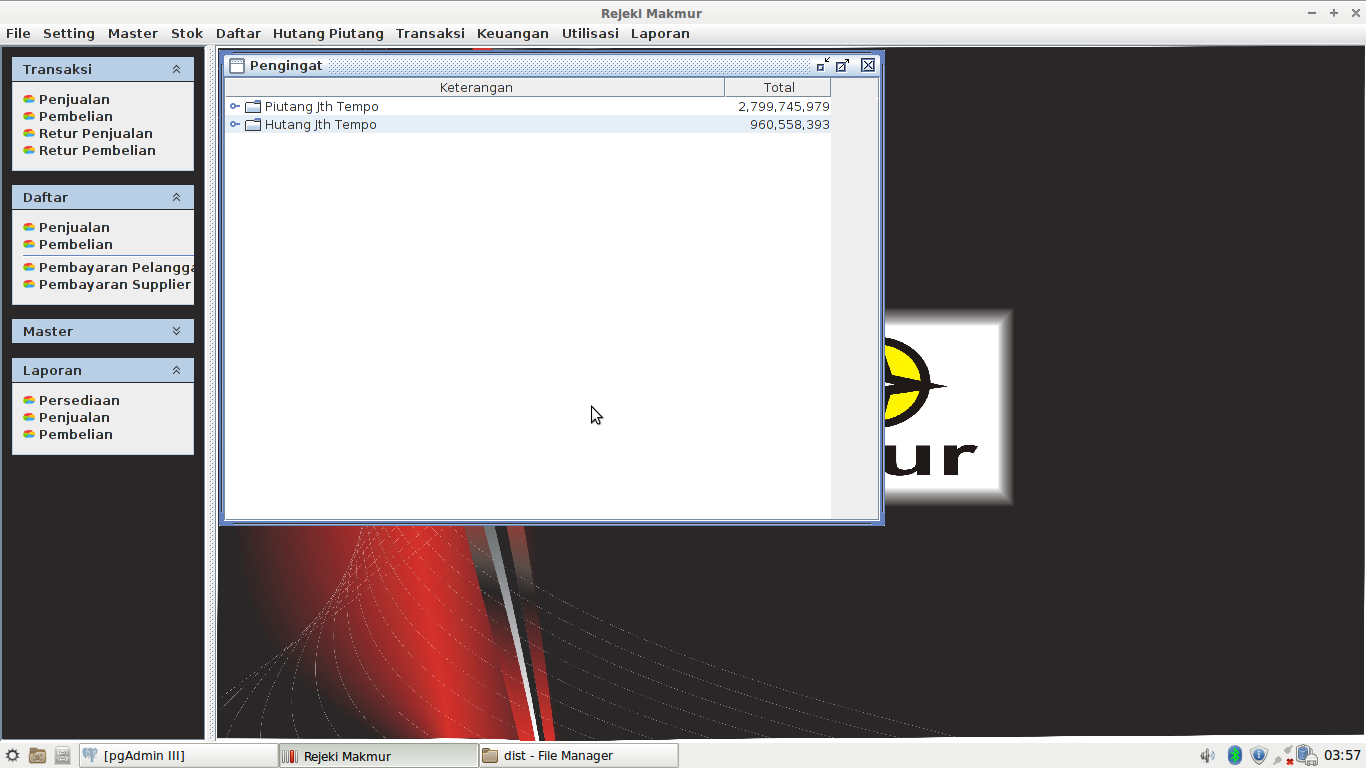 Rejeki Makmur
File Setting Master Stok Daftar Hutang Piutang Transaksi Keuangan Utilisasi Laporan
Transaksi
Penjualan
Pembelian
Retur Penjualan
Retur Pembelian
Daftar
Penjualan
Pembelian
Pembayaran Pelangga
Pembayaran Supplier
Master
Laporan
Persediaan
Penjualan
Pembelian
Pengingat
Keterangan Total
Piutang Jth Tempo 2,799,745,979
Hutang Jth Tempo 960,558,393
ur
[pgAdmin III] Rejeki Makmur dist - File Manager 03:57